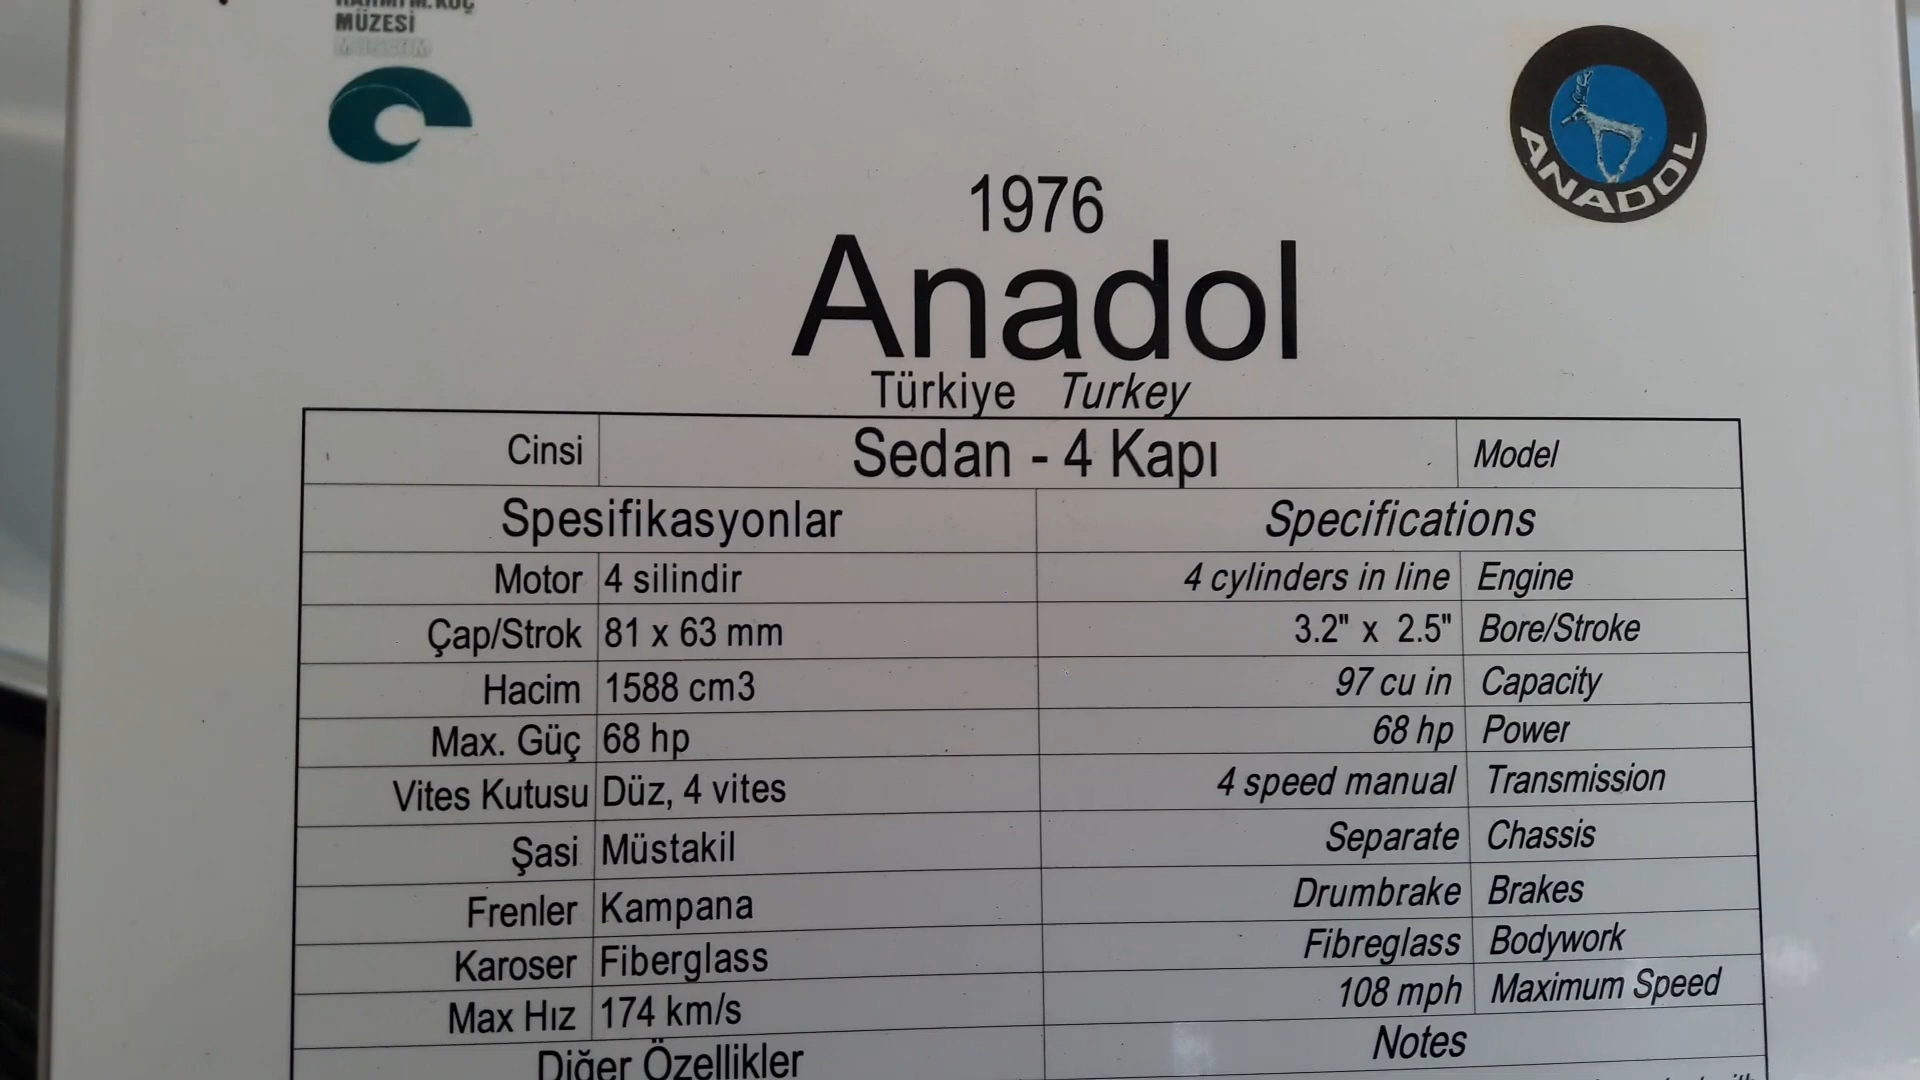 RAHMİ M. KOÇ
MÜZESİ
MUSEUM
ANADOL
1976
Anadol
Türkiye Turkey
Cinsi Sedan - 4 Kapı Model
Spesifikasyonlar Specifications
Motor 4 silindir 4 cylinders in line Engine
Çap/Strok 81 x 63 mm 3.2" x 2.5" Bore/Stroke
Hacim 1588 cm3 97 cu in Capacity
Max. Güç 68 hp 68 hp Power
Vites Kutusu Düz, 4 vites 4 speed manual Transmission
Şasi Müstakil Separate Chassis
Frenler Kampana Drumbrake Brakes
Karoser Fiberglass Fibreglass Bodywork
Max Hız 174 km/s 108 mph Maximum Speed
Diğer Özellikler Notes